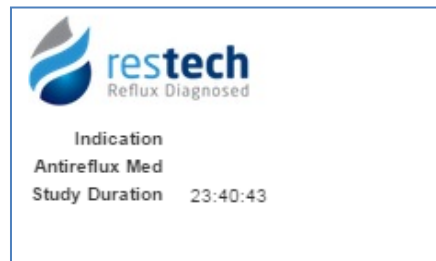 restech
Reflux Diagnosed
Indication
Antireflux Med
Study Duration 23:40:43